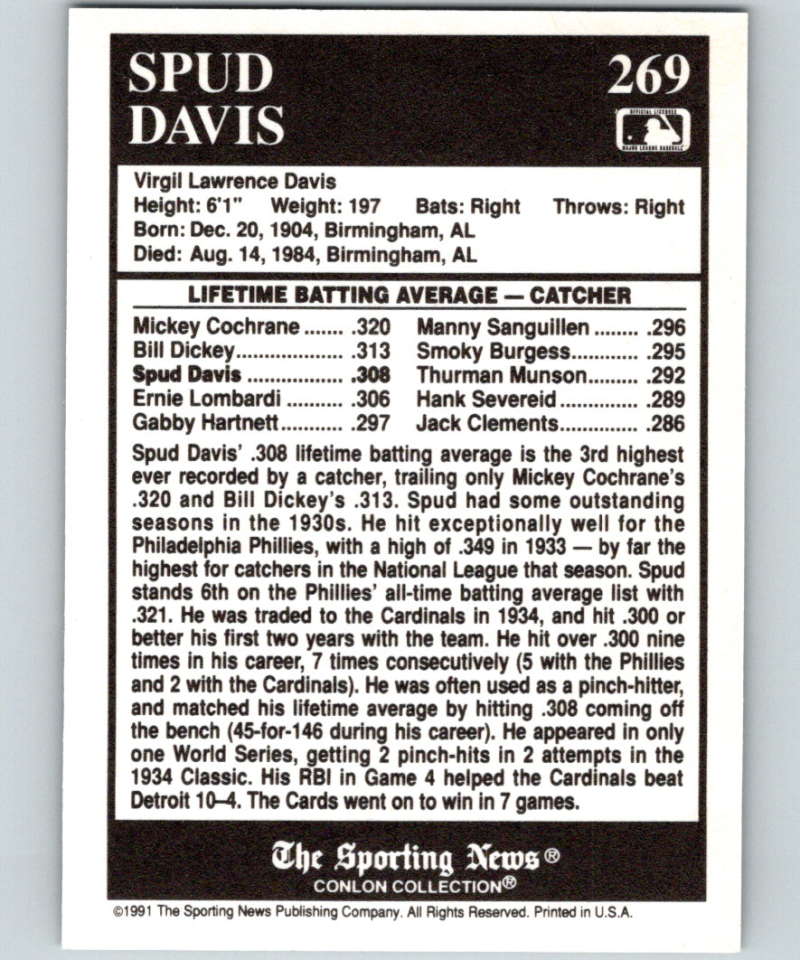 SPUD
DAVIS
269
OFFICIAL LICENSEE
MAJOR LEAGUE BASEBALL
Virgil Lawrence Davis
Height: 6'1" Weight: 197 Bats: Right Throws: Right
Born: Dec. 20, 1904, Birmingham, AL
Died: Aug. 14, 1984, Birmingham, AL
LIFETIME BATTING AVERAGE — CATCHER
Mickey Cochrane ....... .320 Manny Sanguillen ........ .296
Bill Dickey................... .313 Smoky Burgess............. .295
Spud Davis .................. .308 Thurman Munson......... .292
Ernie Lombardi .......... .306 Hank Severeid ............... .289
Gabby Hartnett............ .297 Jack Clements.............. .286
Spud Davis' .308 lifetime batting average is the 3rd highest
ever recorded by a catcher, trailing only Mickey Cochrane's
.320 and Bill Dickey's .313. Spud had some outstanding
seasons in the 1930s. He hit exceptionally well for the
Philadelphia Phillies, with a high of .349 in 1933 — by far the
highest for catchers in the National League that season. Spud
stands 6th on the Phillies' all-time batting average list with
.321. He was traded to the Cardinals in 1934, and hit .300 or
better his first two years with the team. He hit over .300 nine
times in his career, 7 times consecutively (5 with the Phillies
and 2 with the Cardinals). He was often used as a pinch-hitter,
and matched his lifetime average by hitting .308 coming off
the bench (45-for-146 during his career). He appeared in only
one World Series, getting 2 pinch-hits in 2 attempts in the
1934 Classic. His RBI in Game 4 helped the Cardinals beat
Detroit 10–4. The Cards went on to win in 7 games.
The Sporting News®
CONLON COLLECTION®
©1991 The Sporting News Publishing Company. All Rights Reserved. Printed in U.S.A.